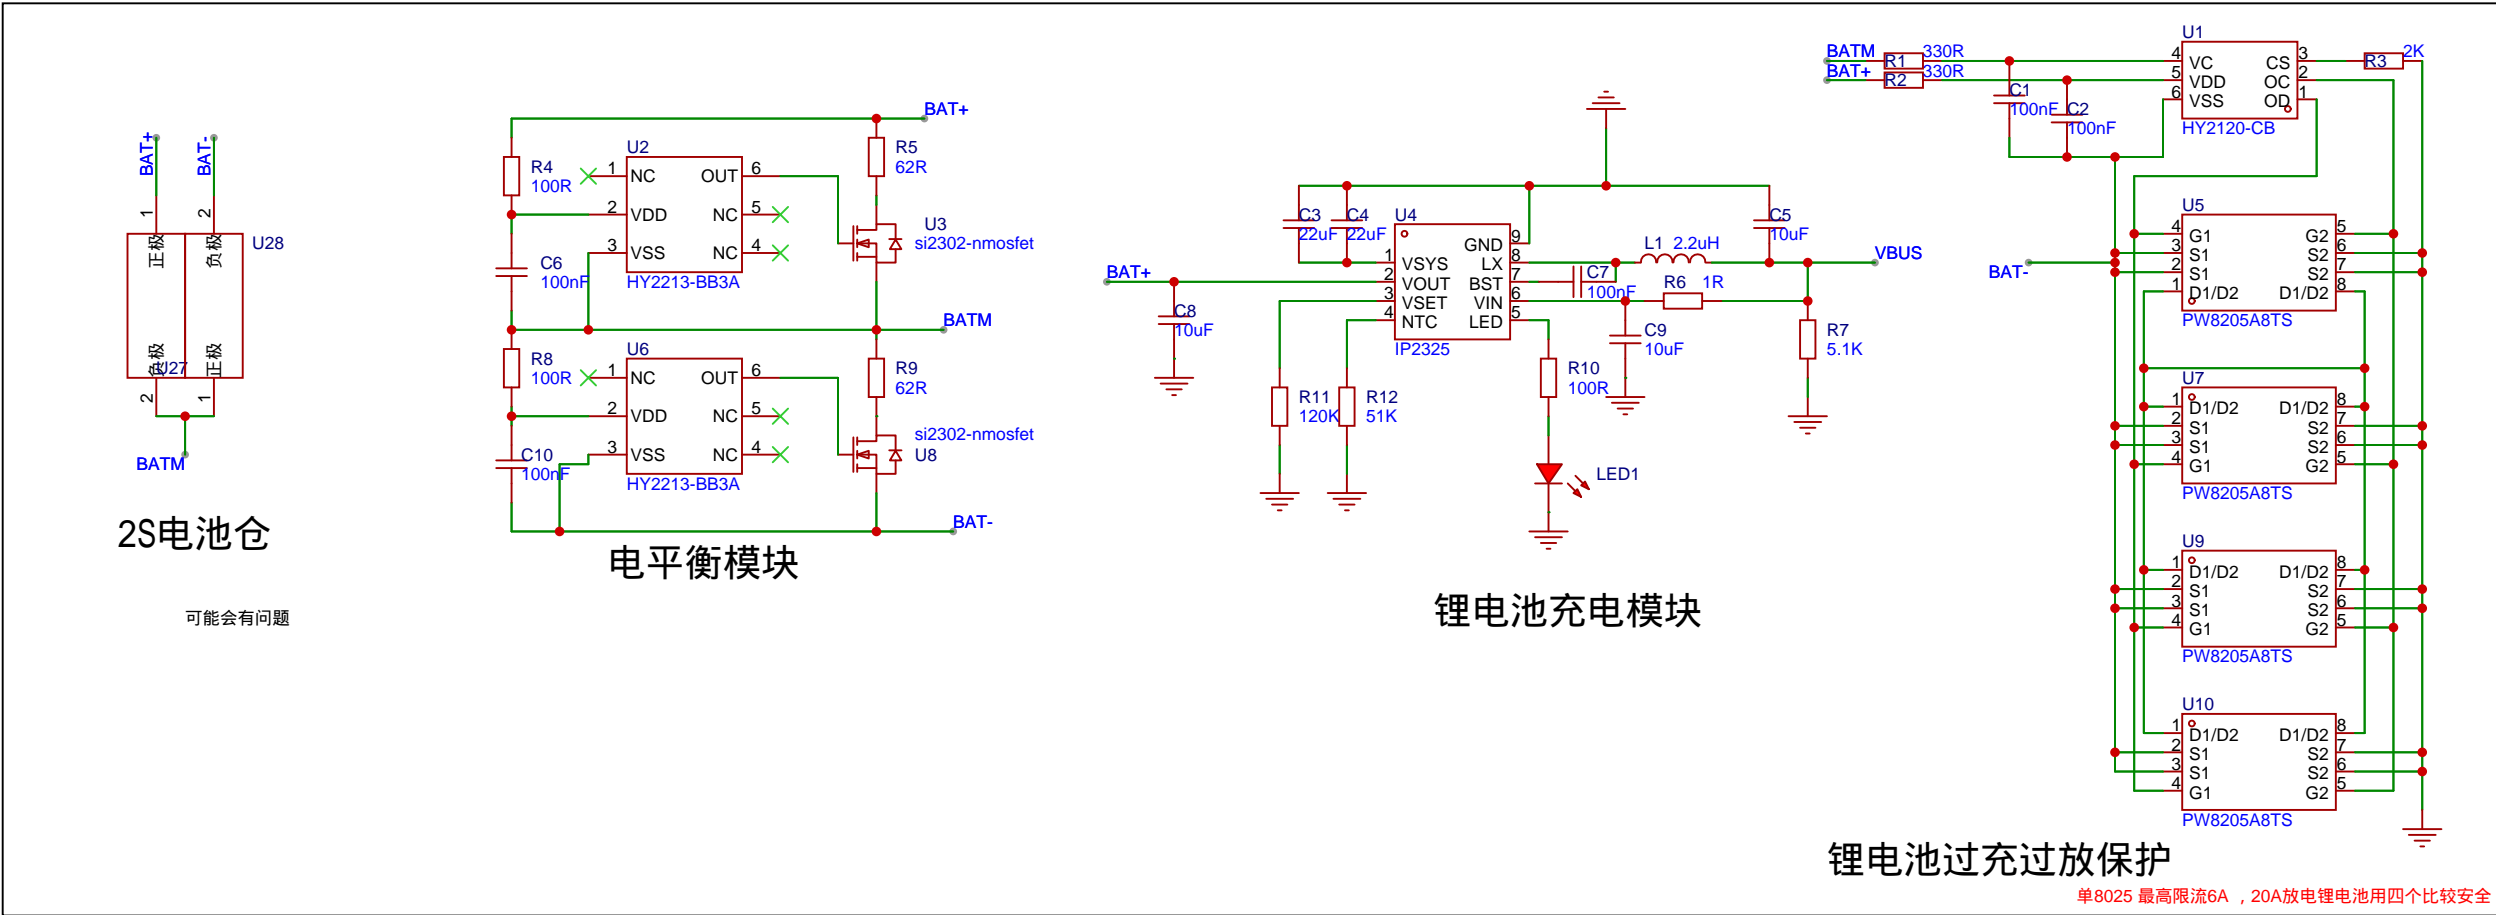 BAT+
BAT-
1
2
正极
负极
U28
负极
正极
U27
2
1
BATM
2S电池仓
可能会有问题
BAT+
R4
100R
U2
1 NC OUT 6
2 VDD NC 5
3 VSS NC 4
HY2213-BB3A
R5
62R
U3
si2302-nmosfet
C6
100nF
BATM
R8
100R
U6
1 NC OUT 6
2 VDD NC 5
3 VSS NC 4
HY2213-BB3A
R9
62R
si2302-nmosfet
U8
C10
100nF
BAT-
电平衡模块
C3
22uF
C4
22uF
U4
GND 9
1 VSYS LX 8
2 VOUT BST 7
3 VSET VIN 6
4 NTC LED 5
IP2325
C5
10uF
L1 2.2uH
VBUS
BAT+
C7
100nF
R6 1R
C8
10uF
C9
10uF
R7
5.1K
R10
100R
R11
120K
R12
51K
LED1
锂电池充电模块
BATM R1 330R
BAT+ R2 330R
U1
4 VC CS 3
5 VDD OC 2
6 VSS OD 1
HY2120-CB
R3 2K
C1
100nF
C2
100nF
BAT-
U5
4 G1 G2 5
3 S1 S2 6
2 S1 S2 7
1 D1/D2 D1/D2 8
PW8205A8TS
U7
1 D1/D2 D1/D2 8
2 S1 S2 7
3 S1 S2 6
4 G1 G2 5
PW8205A8TS
U9
1 D1/D2 D1/D2 8
2 S1 S2 7
3 S1 S2 6
4 G1 G2 5
PW8205A8TS
U10
1 D1/D2 D1/D2 8
2 S1 S2 7
3 S1 S2 6
4 G1 G2 5
PW8205A8TS
锂电池过充过放保护
单8025 最高限流6A ，20A放电锂电池用四个比较安全